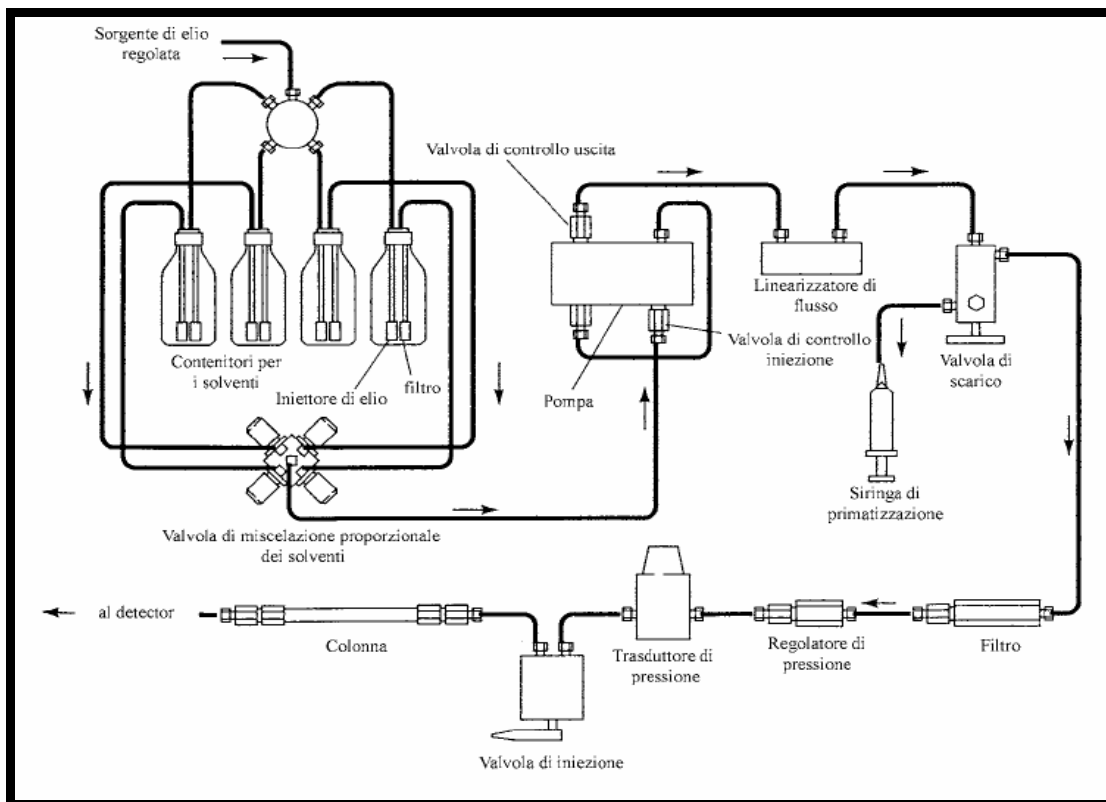 Sorgente di elio
regolata
Valvola di controllo uscita
Linearizzatore di
flusso
Contenitori per
i solventi
Iniettore di elio
filtro
Pompa
Valvola di controllo
iniezione
Valvola di
scarico
Siringa di
primatizzazione
Valvola di miscelazione proporzionale
dei solventi
al detector
Colonna
Trasduttore di
pressione
Regolatore di
pressione
Filtro
Valvola di iniezione